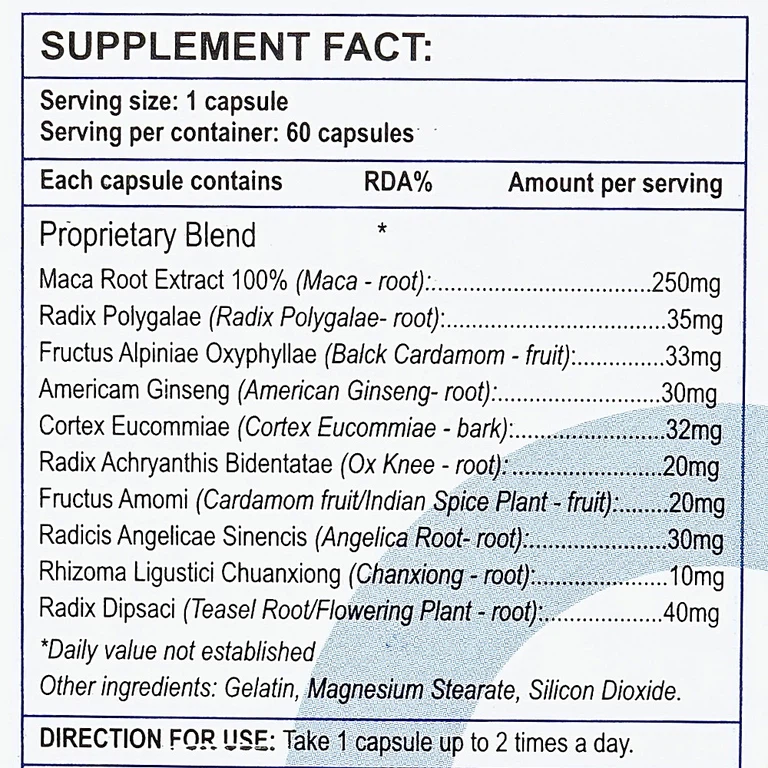 SUPPLEMENT FACT:
Serving size: 1 capsule
Serving per container: 60 capsules
Each capsule contains RDA% Amount per serving
Proprietary Blend *
Maca Root Extract 100% (Maca - root):..................................250mg
Radix Polygalae (Radix Polygalae- root):..................................35mg
Fructus Alpiniae Oxyphyllae (Balck Cardamom - fruit):.............33mg
Americam Ginseng (American Ginseng- root):.........................30mg
Cortex Eucommiae (Cortex Eucommiae - bark):.......................32mg
Radix Achryanthis Bidentatae (Ox Knee - root):.......................20mg
Fructus Amomi (Cardamom fruit/Indian Spice Plant - fruit):.......20mg
Radicis Angelicae Sinencis (Angelica Root- root):.....................30mg
Rhizoma Ligustici Chuanxiong (Chanxiong - root):....................10mg
Radix Dipsaci (Teasel Root/Flowering Plant - root):..................40mg
*Daily value not established
Other ingredients: Gelatin, Magnesium Stearate, Silicon Dioxide.
DIRECTION FOR USE: Take 1 capsule up to 2 times a day.